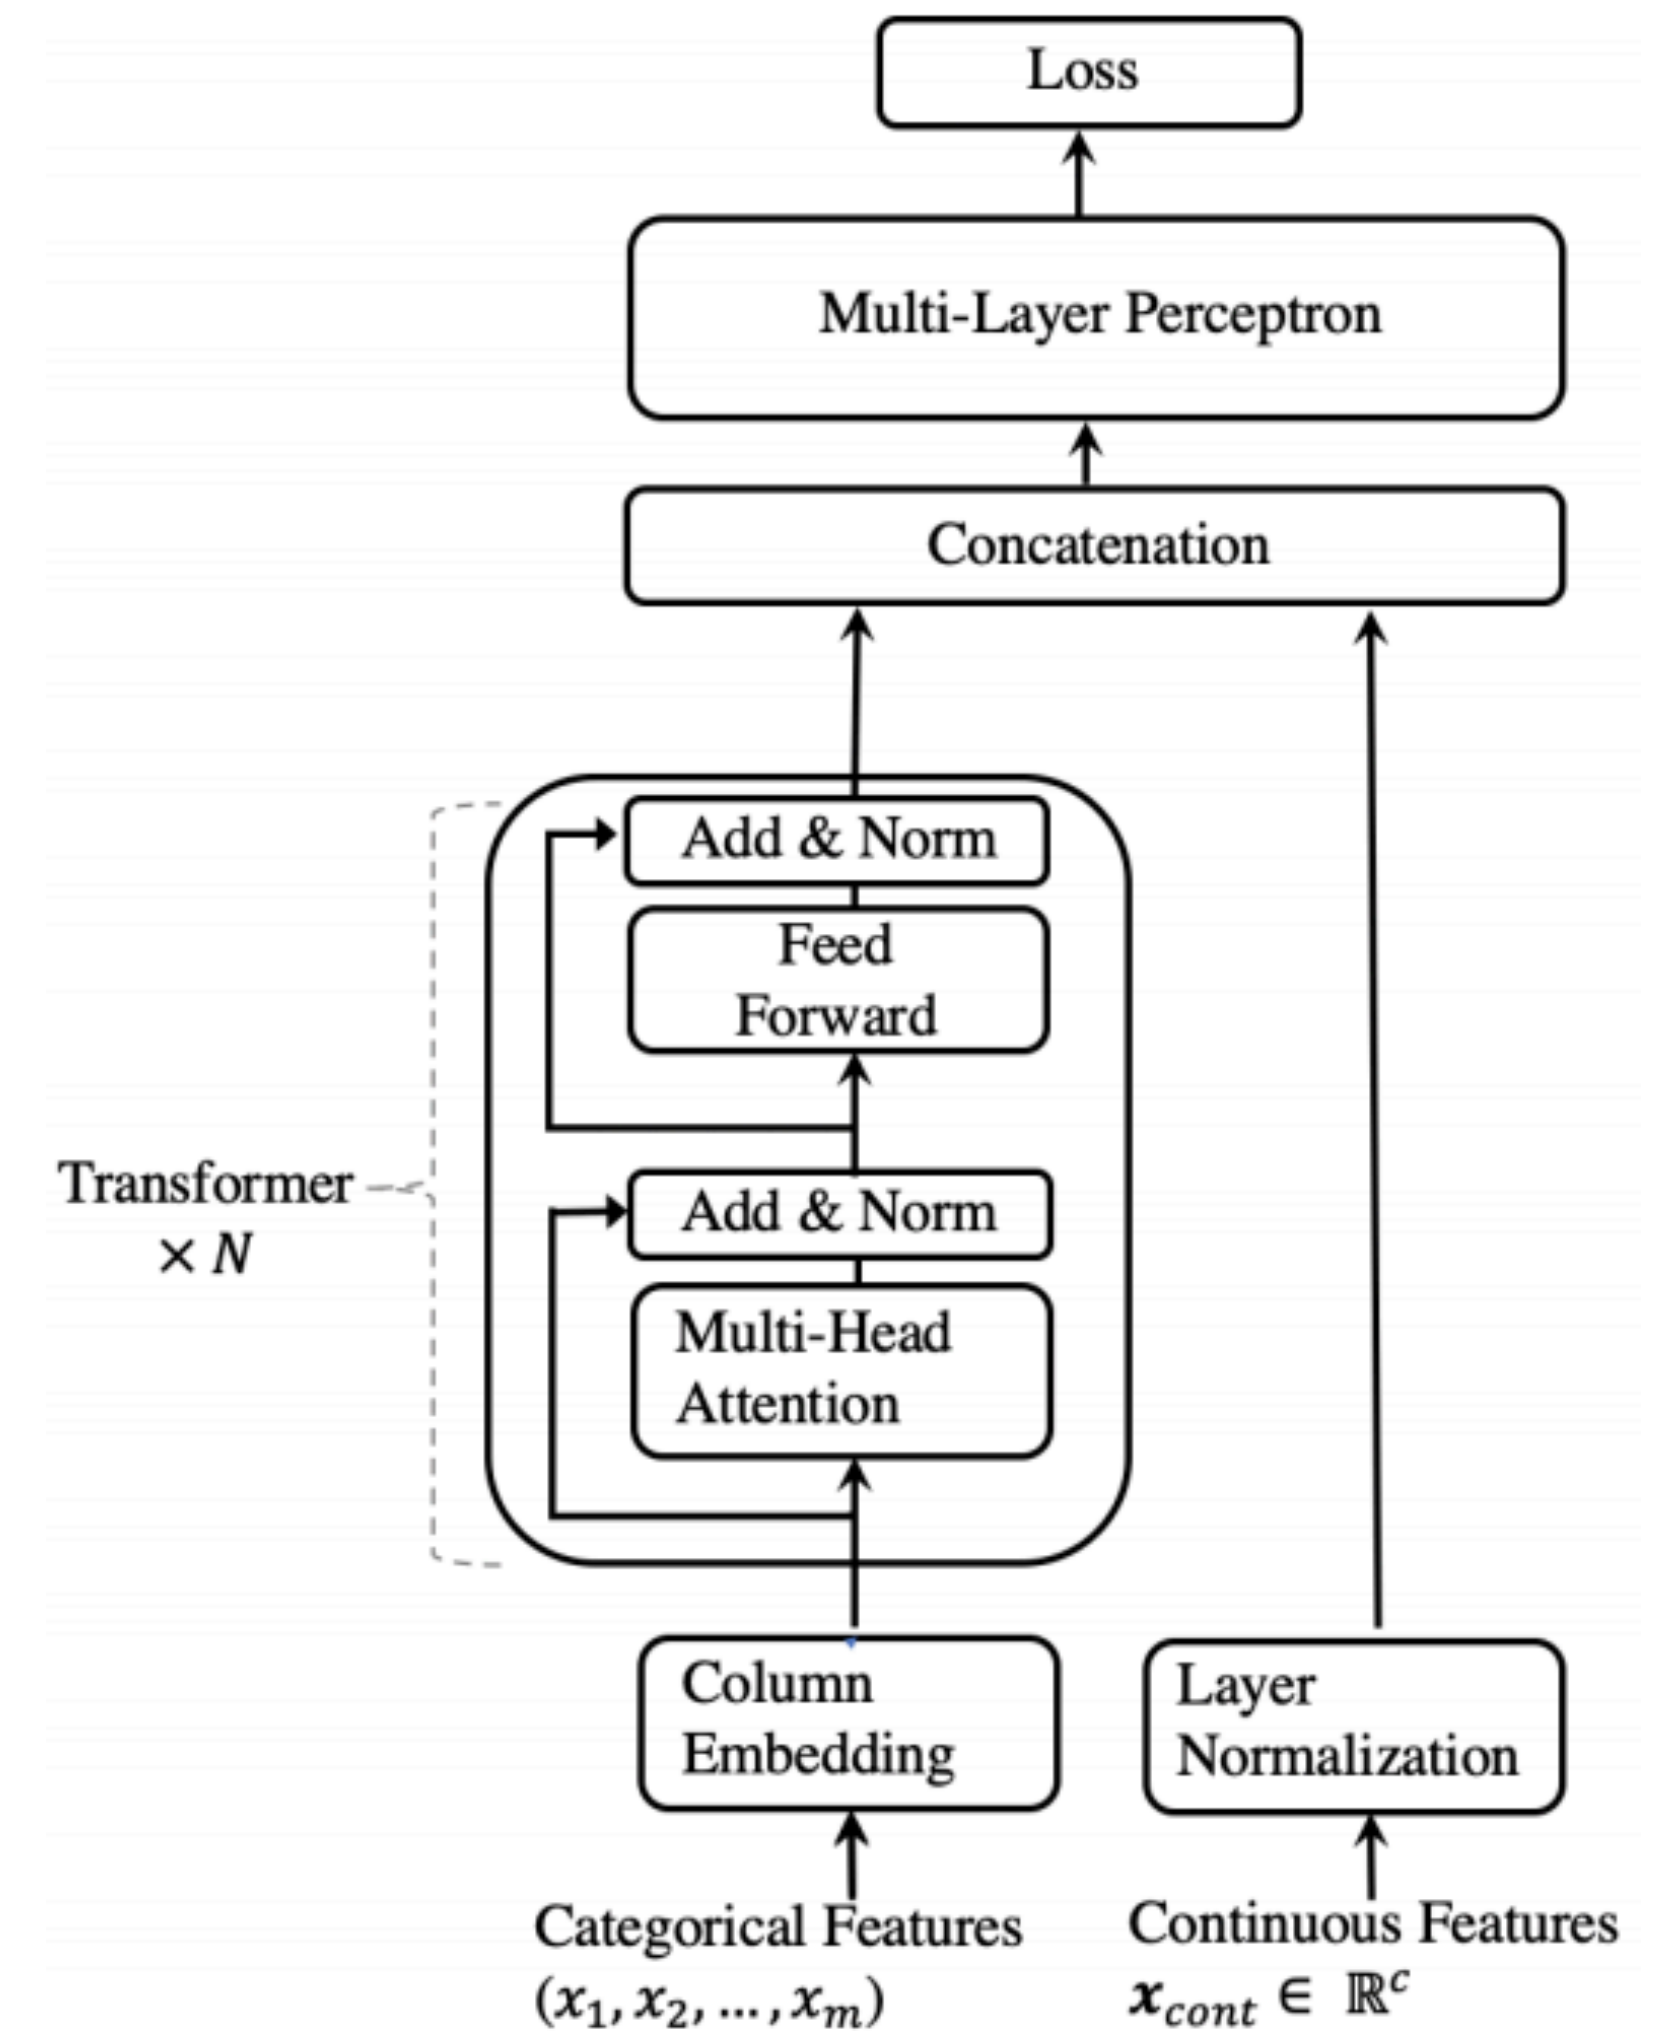 Loss
Multi-Layer Perceptron
Concatenation
Add & Norm
Feed
Forward
Transformer
× N
Add & Norm
Multi-Head
Attention
Column
Embedding
Layer
Normalization
Categorical Features
(x₁, x₂, ... , xₘ)
Continuous Features
x_cont ∈ ℝᶜ